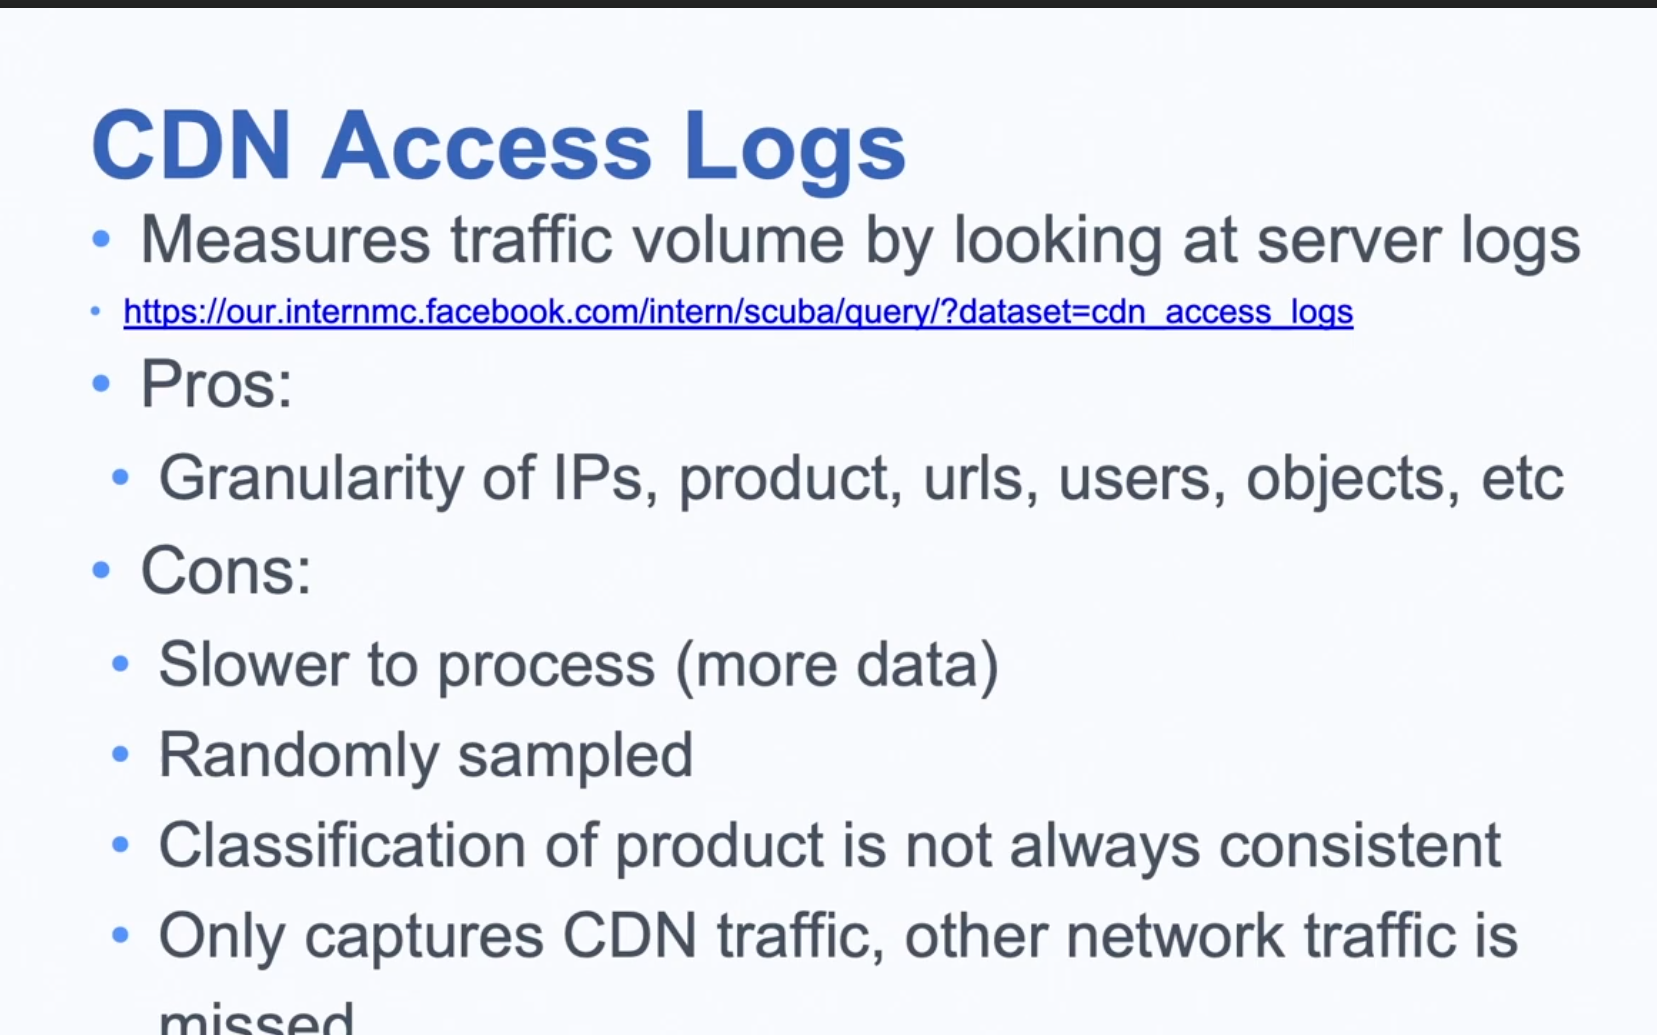 CDN Access Logs
Measures traffic volume by looking at server logs
https://our.internmc.facebook.com/intern/scuba/query/?dataset=cdn_access_logs
Pros:
Granularity of IPs, product, urls, users, objects, etc
Cons:
Slower to process (more data)
Randomly sampled
Classification of product is not always consistent
Only captures CDN traffic, other network traffic is
missed